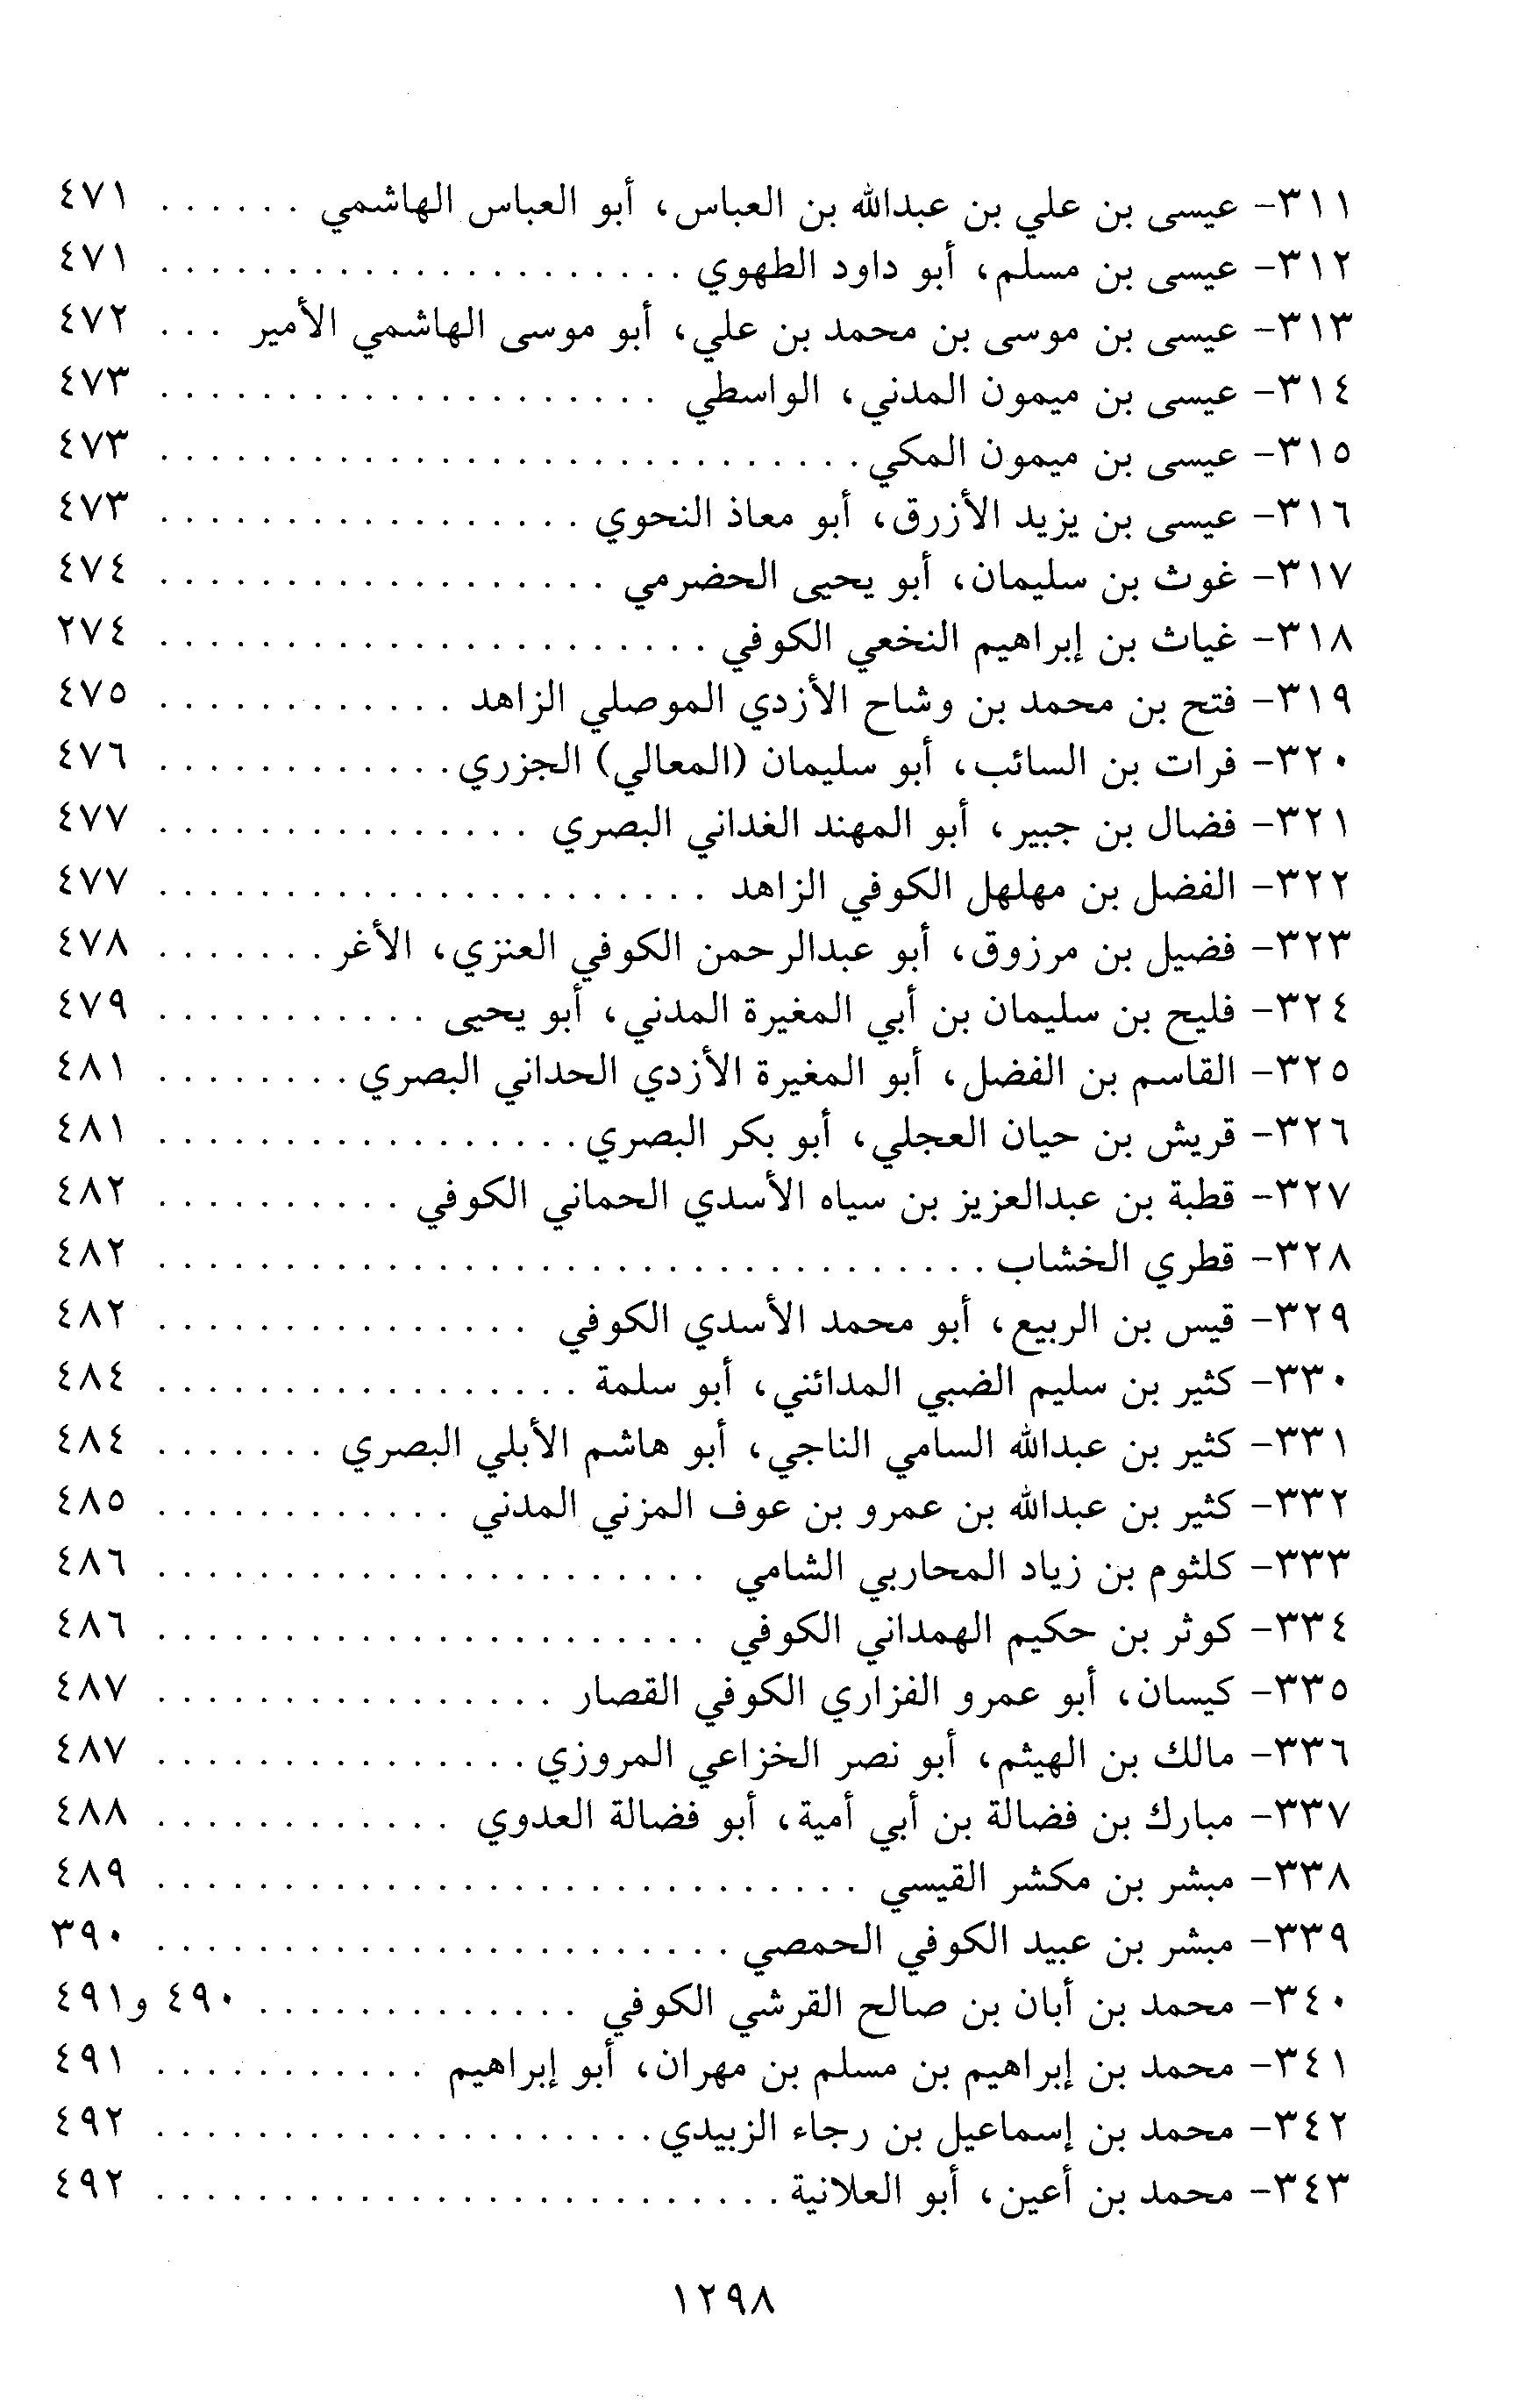 ٣١١- عيسى بن علي بن عبدالله بن العباس، أبو العباس الهاشمي . . . . . . ٤٧١
٣١٢- عيسى بن مسلم، أبو داود الطهوي . . . . . . . . . . . . . . . . . . . . . ٤٧١
٣١٣- عيسى بن موسى بن محمد بن علي، أبو موسى الهاشمي الأمير . . . ٤٧٢
٣١٤- عيسى بن ميمون المدني، الواسطي . . . . . . . . . . . . . . . . . . . . ٤٧٣
٣١٥- عيسى بن ميمون المكي . . . . . . . . . . . . . . . . . . . . . . . . . . . . ٤٧٣
٣١٦- عيسى بن يزيد الأزرق، أبو معاذ النحوي . . . . . . . . . . . . . . . . . ٤٧٣
٣١٧- غوث بن سليمان، أبو يحيى الحضرمي . . . . . . . . . . . . . . . . . . ٤٧٤
٣١٨- غياث بن إبراهيم النخعي الكوفي . . . . . . . . . . . . . . . . . . . . . . ٢٧٤
٣١٩- فتح بن محمد بن وشاح الأزدي الموصلي الزاهد . . . . . . . . . . . . ٤٧٥
٣٢٠- فرات بن السائب، أبو سليمان (المعالي) الجزري . . . . . . . . . . . . ٤٧٦
٣٢١- فضال بن جبير، أبو المهند الغداني البصري . . . . . . . . . . . . . . . ٤٧٧
٣٢٢- الفضل بن مهلهل الكوفي الزاهد . . . . . . . . . . . . . . . . . . . . . . ٤٧٧
٣٢٣- فضيل بن مرزوق، أبو عبدالرحمن الكوفي العنزي، الأغر . . . . . . . ٤٧٨
٣٢٤- فليح بن سليمان بن أبي المغيرة المدني، أبو يحيى . . . . . . . . . . . ٤٧٩
٣٢٥- القاسم بن الفضل، أبو المغيرة الأزدي الحداني البصري . . . . . . . . ٤٨١
٣٢٦- قريش بن حيان العجلي، أبو بكر البصري . . . . . . . . . . . . . . . . . ٤٨١
٣٢٧- قطبة بن عبدالعزيز بن سياه الأسدي الحماني الكوفي . . . . . . . . . . ٤٨٢
٣٢٨- قطري الخشاب . . . . . . . . . . . . . . . . . . . . . . . . . . . . . . . . . ٤٨٢
٣٢٩- قيس بن الربيع، أبو محمد الأسدي الكوفي . . . . . . . . . . . . . . . ٤٨٢
٣٣٠- كثير بن سليم الضبي المدائني، أبو سلمة . . . . . . . . . . . . . . . . . ٤٨٤
٣٣١- كثير بن عبدالله السامي الناجي، أبو هاشم الأبلي البصري . . . . . . . ٤٨٤
٣٣٢- كثير بن عبدالله بن عمرو بن عوف المزني المدني . . . . . . . . . . . . ٤٨٥
٣٣٣- كلثوم بن زياد المحاربي الشامي . . . . . . . . . . . . . . . . . . . . . . ٤٨٦
٣٣٤- كوثر بن حكيم الهمداني الكوفي . . . . . . . . . . . . . . . . . . . . . . ٤٨٦
٣٣٥- كيسان، أبو عمرو الفزاري الكوفي القصار . . . . . . . . . . . . . . . . ٤٨٧
٣٣٦- مالك بن الهيثم، أبو نصر الخزاعي المروزي . . . . . . . . . . . . . . . ٤٨٧
٣٣٧- مبارك بن فضالة بن أبي أمية، أبو فضالة العدوي . . . . . . . . . . . . ٤٨٨
٣٣٨- مبشر بن مكشر القيسي . . . . . . . . . . . . . . . . . . . . . . . . . . . . ٤٨٩
٣٣٩- مبشر بن عبيد الكوفي الحمصي . . . . . . . . . . . . . . . . . . . . . . . ٣٩٠
٣٤٠- محمد بن أبان بن صالح القرشي الكوفي . . . . . . . . . . . . . ٤٩٠ و٤٩١
٣٤١- محمد بن إبراهيم بن مسلم بن مهران، أبو إبراهيم . . . . . . . . . . . ٤٩١
٣٤٢- محمد بن إسماعيل بن رجاء الزبيدي . . . . . . . . . . . . . . . . . . . . ٤٩٢
٣٤٣- محمد بن أعين، أبو العلانية . . . . . . . . . . . . . . . . . . . . . . . . . ٤٩٢
١٢٩٨